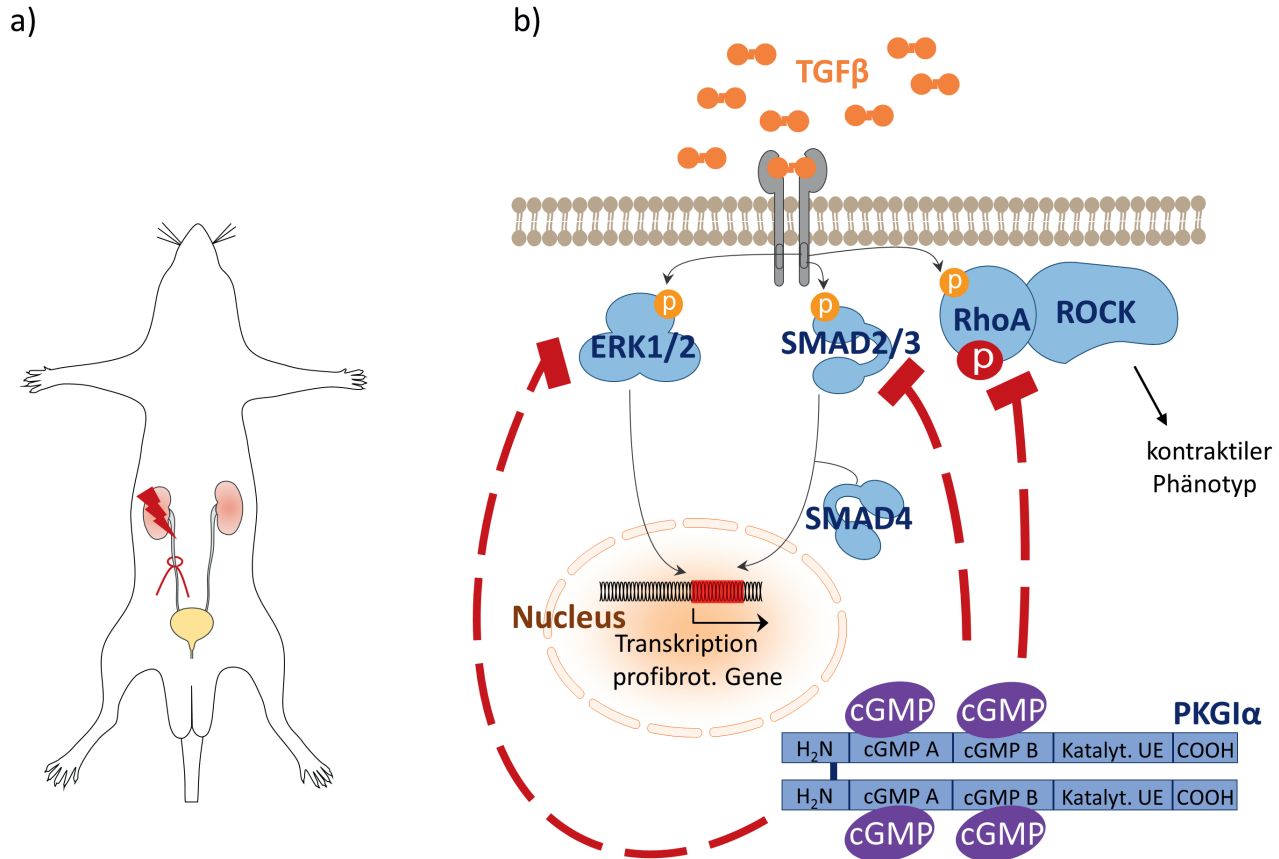 a)
b)
TGFβ
p
p
p
ERK1/2
SMAD2/3
RhoA
ROCK
p
kontraktiler
Phänotyp
SMAD4
Nucleus
Transkription
profibrot. Gene
cGMP
cGMP
PKGIα
H₂N
cGMP A
cGMP B
Katalyt. UE
COOH
H₂N
cGMP A
cGMP B
Katalyt. UE
COOH
cGMP
cGMP